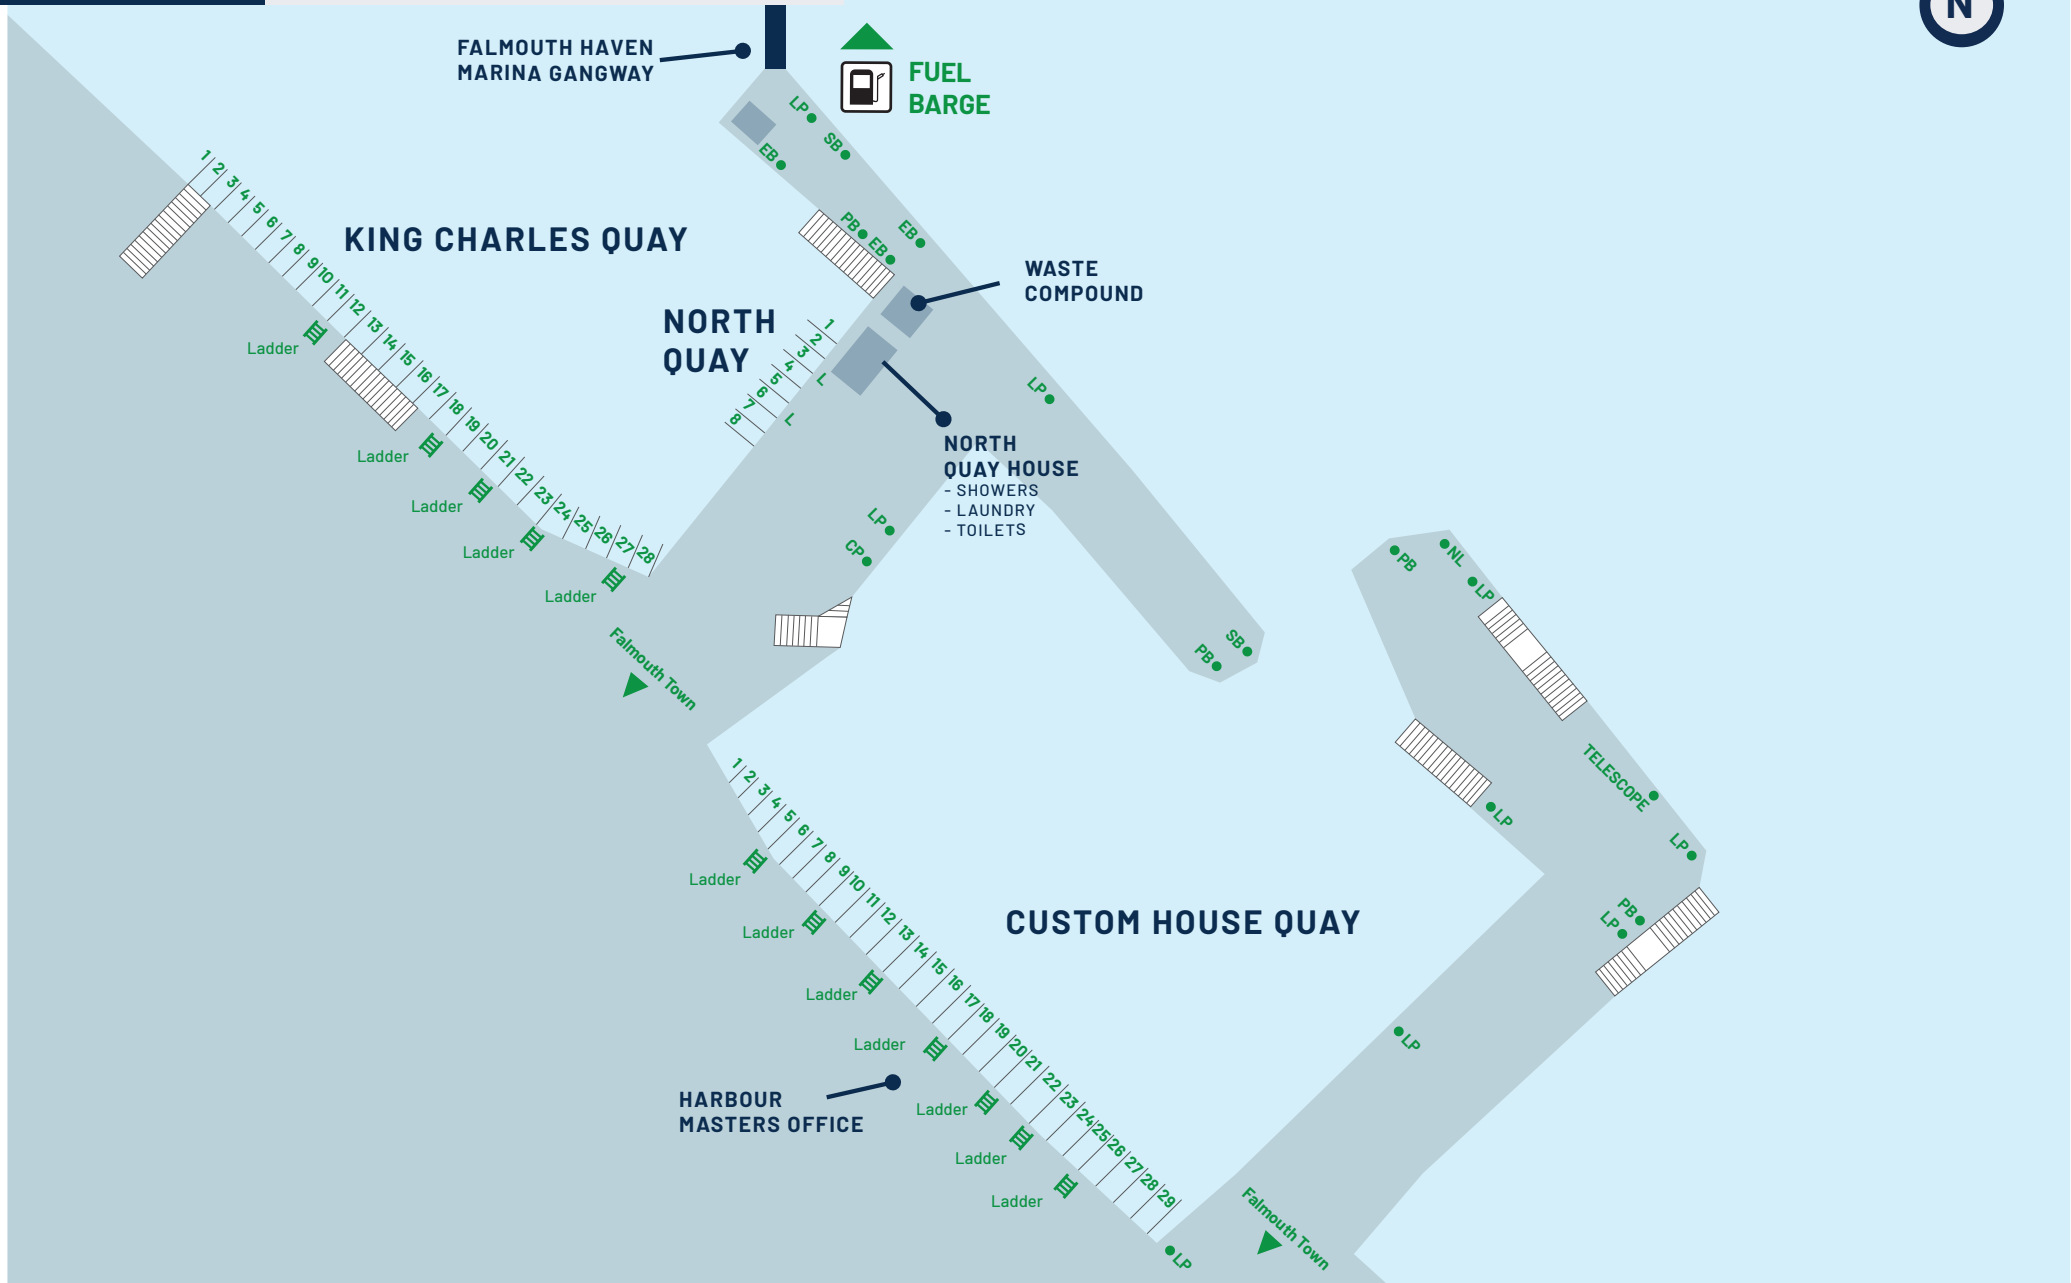 N
FALMOUTH HAVEN
MARINA GANGWAY
FUEL
BARGE
LP
SB
EB
PB
EB
EB
KING CHARLES QUAY
1
2
3
4
5
6
7
8
9
10
11
12
13
14
15
16
17
18
19
20
21
22
23
24
25
26
27
28
Ladder
Ladder
Ladder
Ladder
Ladder
NORTH
QUAY
1
2
3
4
5
6
7
8
L
L
WASTE
COMPOUND
LP
NORTH
QUAY HOUSE
- SHOWERS
- LAUNDRY
- TOILETS
LP
CP
SB
PB
Falmouth Town
PB
NL
LP
TELESCOPE
LP
LP
PB
LP
LP
CUSTOM HOUSE QUAY
1
2
3
4
5
6
7
8
9
10
11
12
13
14
15
16
17
18
19
20
21
22
23
24
25
26
27
28
29
Ladder
Ladder
Ladder
Ladder
Ladder
Ladder
Ladder
HARBOUR
MASTERS OFFICE
Falmouth Town
LP